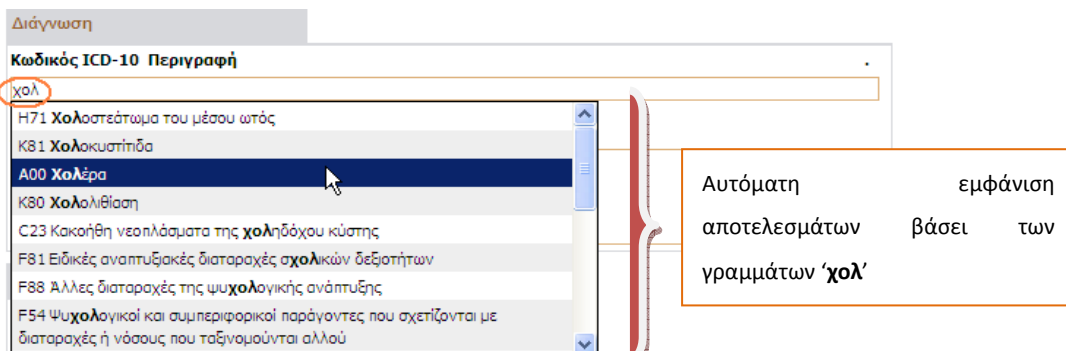 Διάγνωση
Κωδικός ICD-10 Περιγραφή .
χολ
H71 Χολοστεάτωμα του μέσου ωτός
K81 Χολοκυστίτιδα
A00 Χολέρα
K80 Χολολιθίαση
C23 Κακοήθη νεοπλάσματα της χοληδόχου κύστης
F81 Ειδικές αναπτυξιακές διαταραχές σχολικών δεξιοτήτων
F88 Άλλες διαταραχές της ψυχολογικής ανάπτυξης
F54 Ψυχολογικοί και συμπεριφορικοί παράγοντες που σχετίζονται με
διαταραχές ή νόσους που ταξινομούνται αλλού
Αυτόματη εμφάνιση
αποτελεσμάτων βάσει των
γραμμάτων ‘χολ’